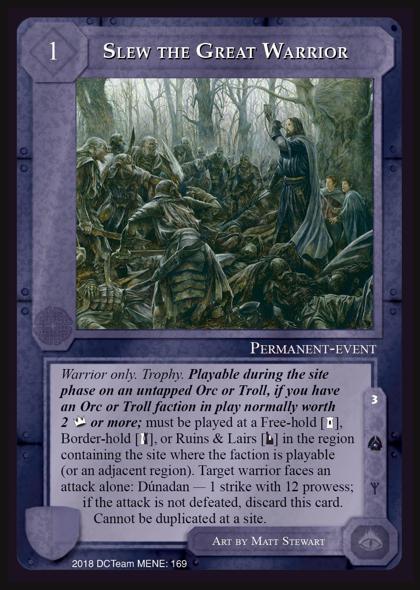 1
Slew the Great Warrior
Permanent-event
Warrior only. Trophy. Playable during the site
phase on an untapped Orc or Troll, if you have
an Orc or Troll faction in play normally worth
2 or more; must be played at a Free-hold [ ],
Border-hold [ ], or Ruins & Lairs [ ] in the region
containing the site where the faction is playable
(or an adjacent region). Target warrior faces an
attack alone: Dúnadan — 1 strike with 12 prowess;
if the attack is not defeated, discard this card.
Cannot be duplicated at a site.
3
Art by Matt Stewart
2018 DCTeam MENE: 169